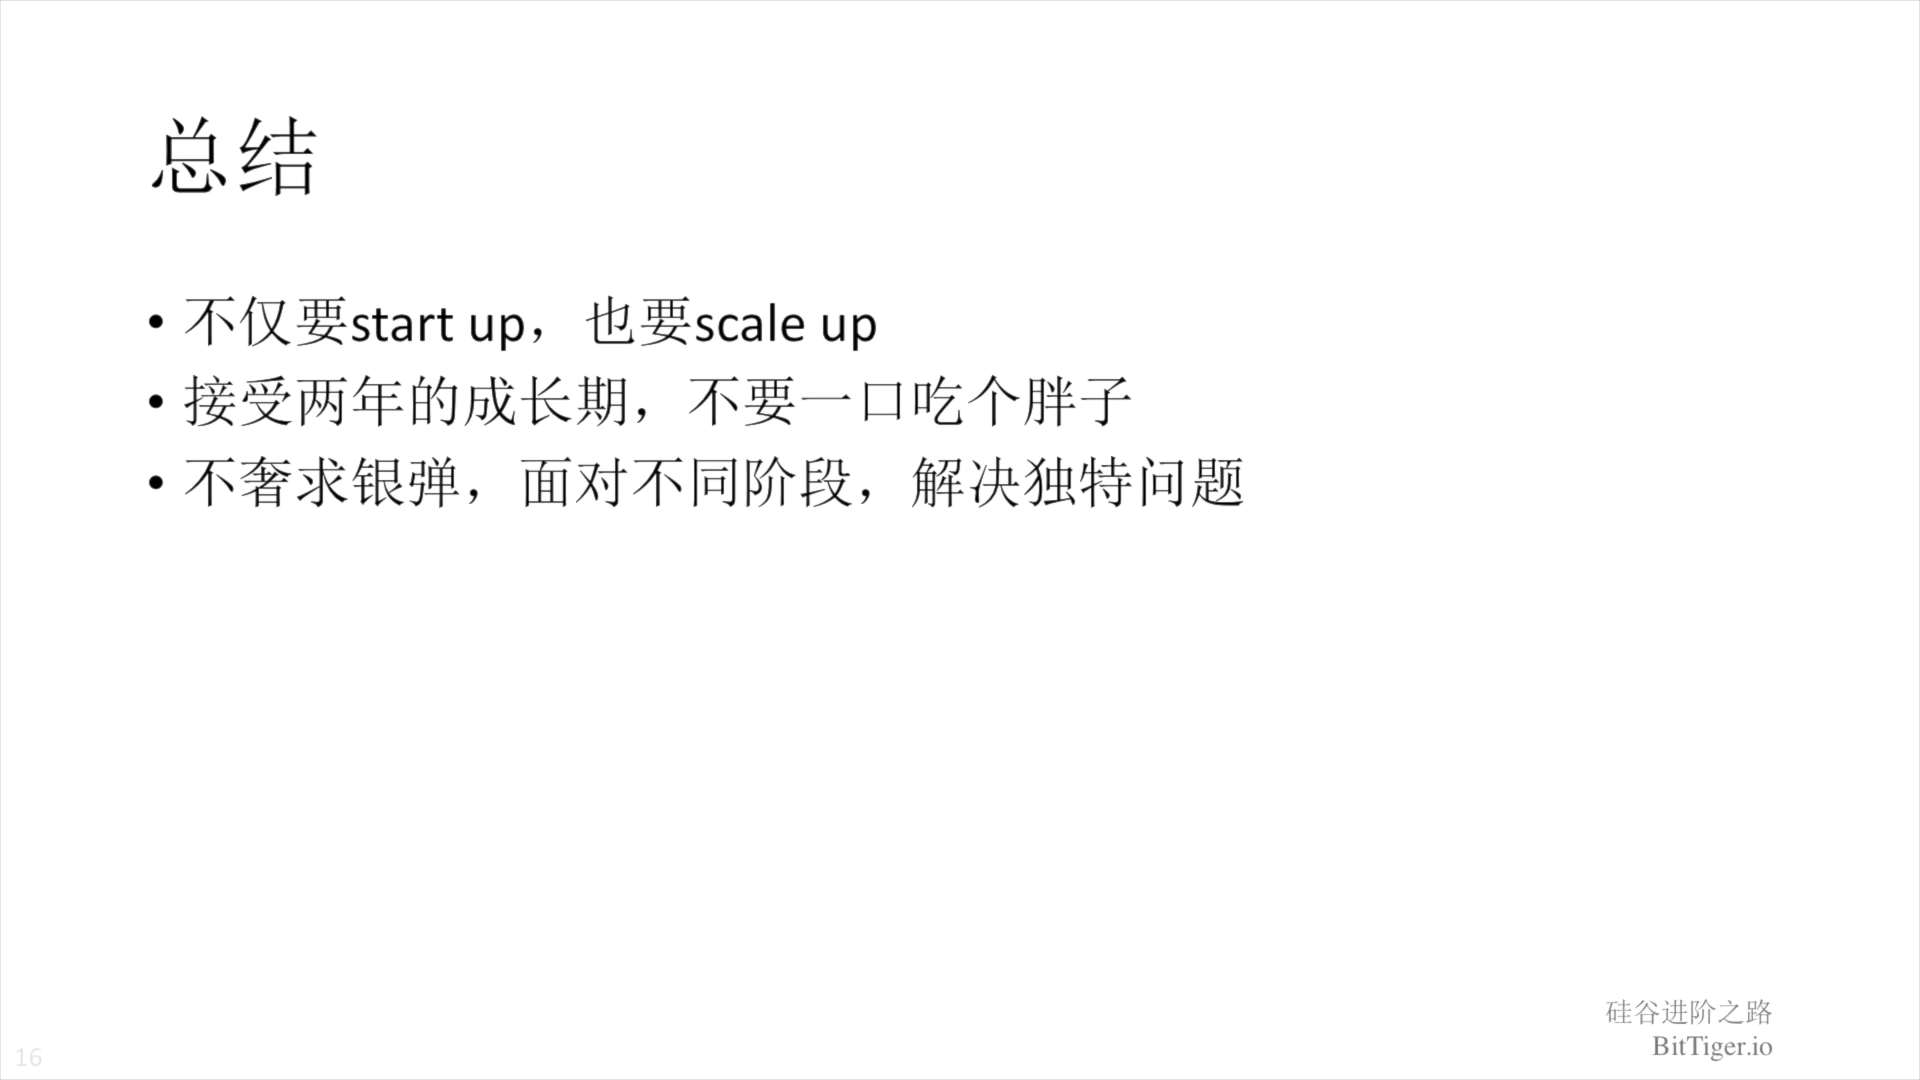 总结
• 不仅要start up，也要scale up
• 接受两年的成长期，不要一口吃个胖子
• 不奢求银弹，面对不同阶段，解决独特问题
硅谷进阶之路
BitTiger.io
16